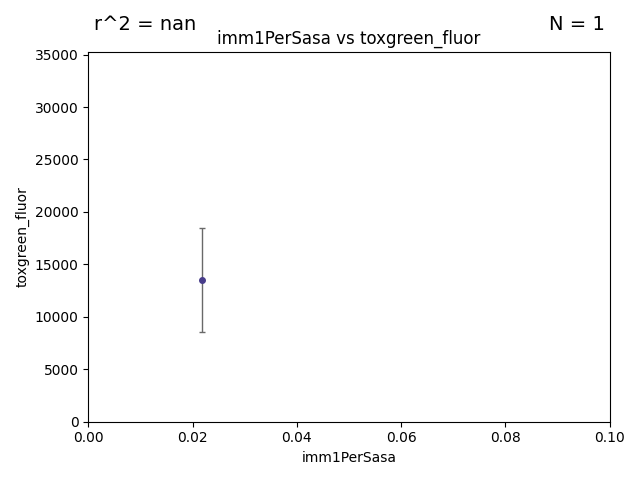 r^2 = nan
N = 1
imm1PerSasa vs toxgreen_fluor
35000
30000
25000
20000
15000
10000
5000
0
toxgreen_fluor
0.00
0.02
0.04
0.06
0.08
0.10
imm1PerSasa